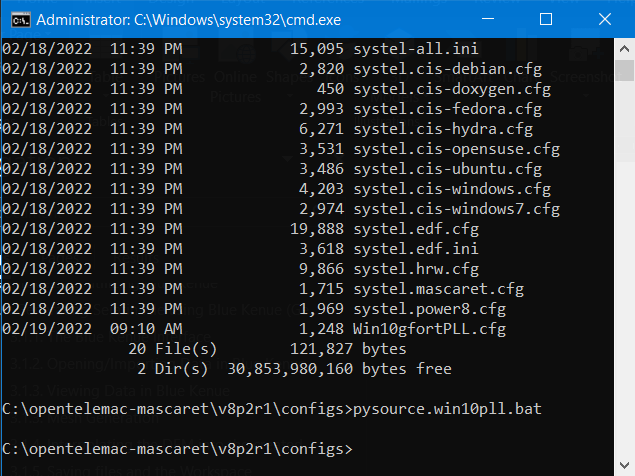 Administrator: C:\Windows\system32\cmd.exe
02/18/2022  11:39 PM            15,095 systel-all.ini
02/18/2022  11:39 PM             2,820 systel.cis-debian.cfg
02/18/2022  11:39 PM               450 systel.cis-doxygen.cfg
02/18/2022  11:39 PM             2,993 systel.cis-fedora.cfg
02/18/2022  11:39 PM             6,271 systel.cis-hydra.cfg
02/18/2022  11:39 PM             3,531 systel.cis-opensuse.cfg
02/18/2022  11:39 PM             3,486 systel.cis-ubuntu.cfg
02/18/2022  11:39 PM             4,203 systel.cis-windows.cfg
02/18/2022  11:39 PM             2,974 systel.cis-windows7.cfg
02/18/2022  11:39 PM            19,888 systel.edf.cfg
02/18/2022  11:39 PM             3,618 systel.edf.ini
02/18/2022  11:39 PM             9,866 systel.hrw.cfg
02/18/2022  11:39 PM             1,715 systel.mascaret.cfg
02/18/2022  11:39 PM             1,969 systel.power8.cfg
02/19/2022  09:10 AM             1,248 Win10gfortPLL.cfg
20 File(s)        121,827 bytes
2 Dir(s)  30,853,980,160 bytes free
C:\opentelemac-mascaret\v8p2r1\configs>pysource.win10pll.bat
C:\opentelemac-mascaret\v8p2r1\configs>